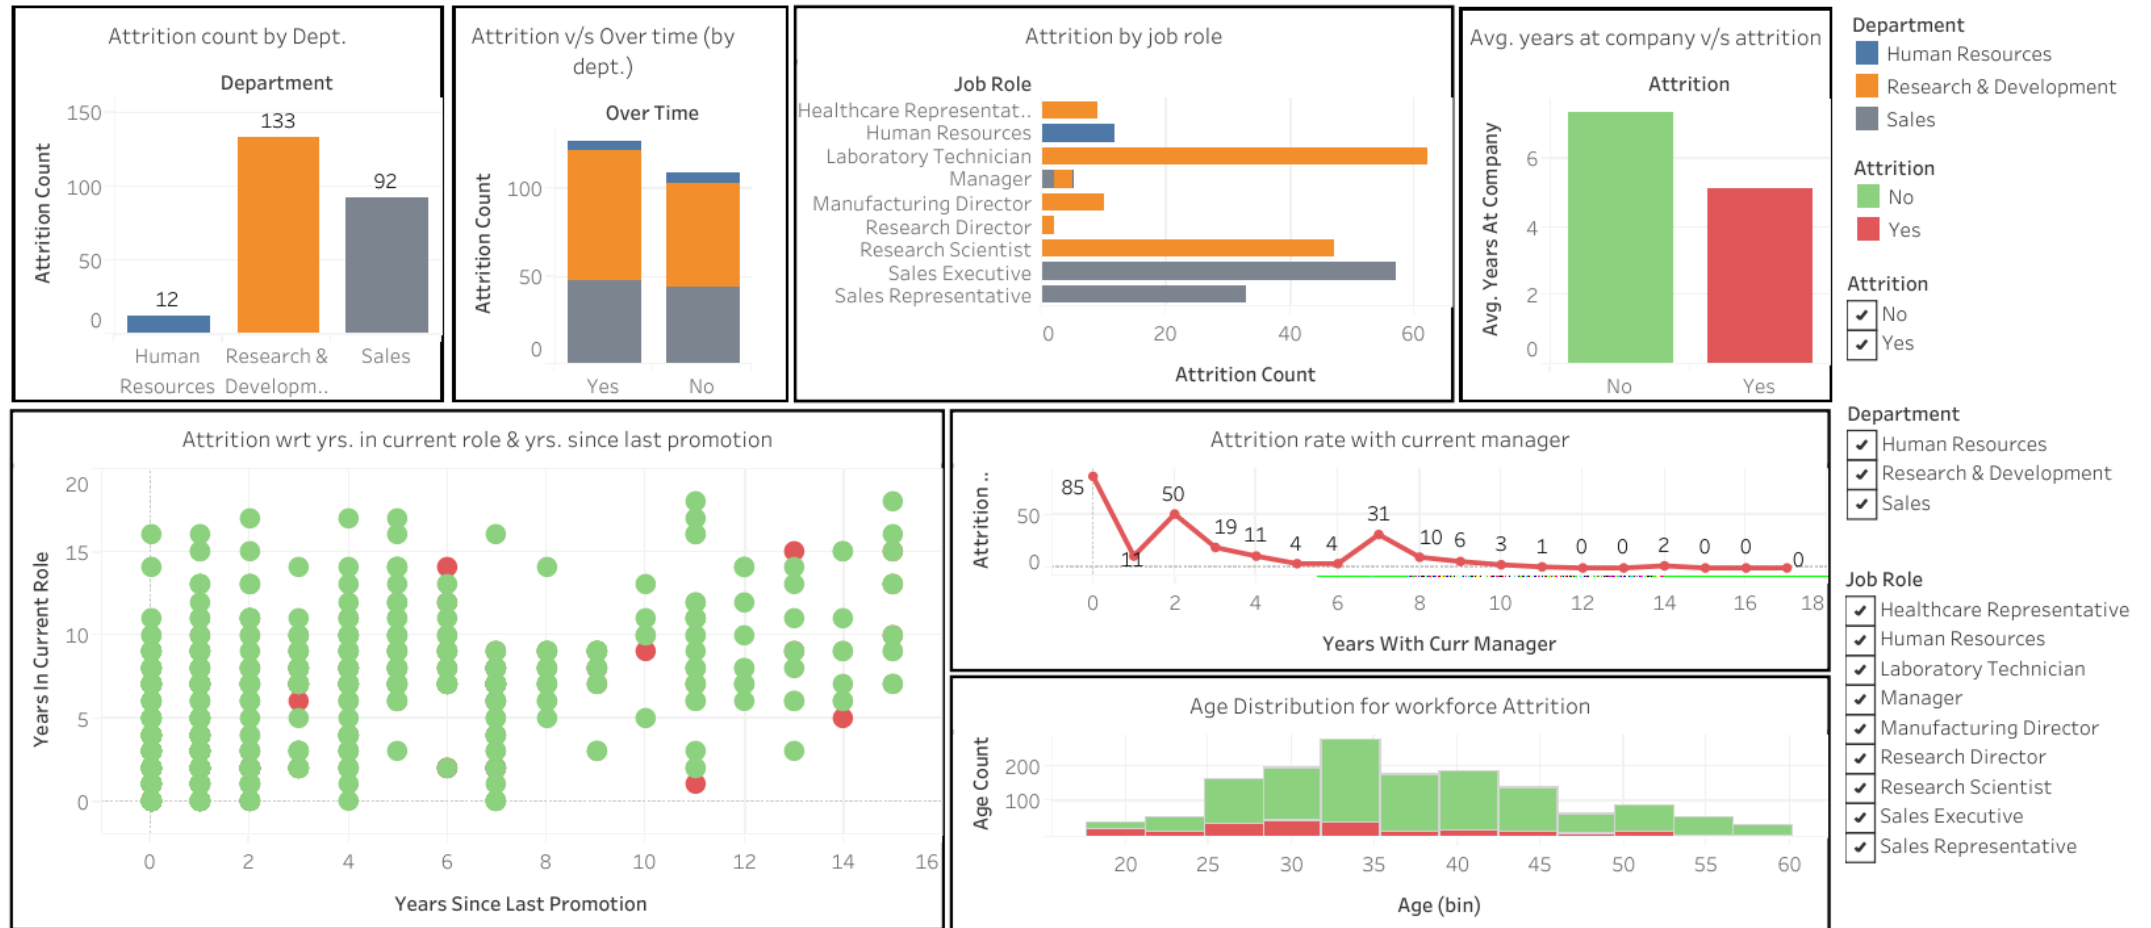 Attrition count by Dept.
Department
Attrition Count
150
100
50
0
12
133
92
Human
Resources
Research &
Developm..
Sales
Attrition v/s Over time (by
dept.)
Over Time
Attrition Count
100
50
0
Yes
No
Attrition by job role
Job Role
Healthcare Representat..
Human Resources
Laboratory Technician
Manager
Manufacturing Director
Research Director
Research Scientist
Sales Executive
Sales Representative
0
20
40
60
Attrition Count
Avg. years at company v/s attrition
Attrition
Avg. Years At Company
6
4
2
0
No
Yes
Department
Human Resources
Research & Development
Sales
Attrition
No
Yes
Attrition
No
Yes
Department
Human Resources
Research & Development
Sales
Job Role
Healthcare Representative
Human Resources
Laboratory Technician
Manager
Manufacturing Director
Research Director
Research Scientist
Sales Executive
Sales Representative
Attrition wrt yrs. in current role & yrs. since last promotion
Years In Current Role
20
15
10
5
0
0
2
4
6
8
10
12
14
16
Years Since Last Promotion
Attrition rate with current manager
Attrition ..
50
0
85
11
50
19
11
4
4
31
10
6
3
1
0
0
2
0
0
0
0
2
4
6
8
10
12
14
16
18
Years With Curr Manager
Age Distribution for workforce Attrition
Age Count
200
100
20
25
30
35
40
45
50
55
60
Age (bin)